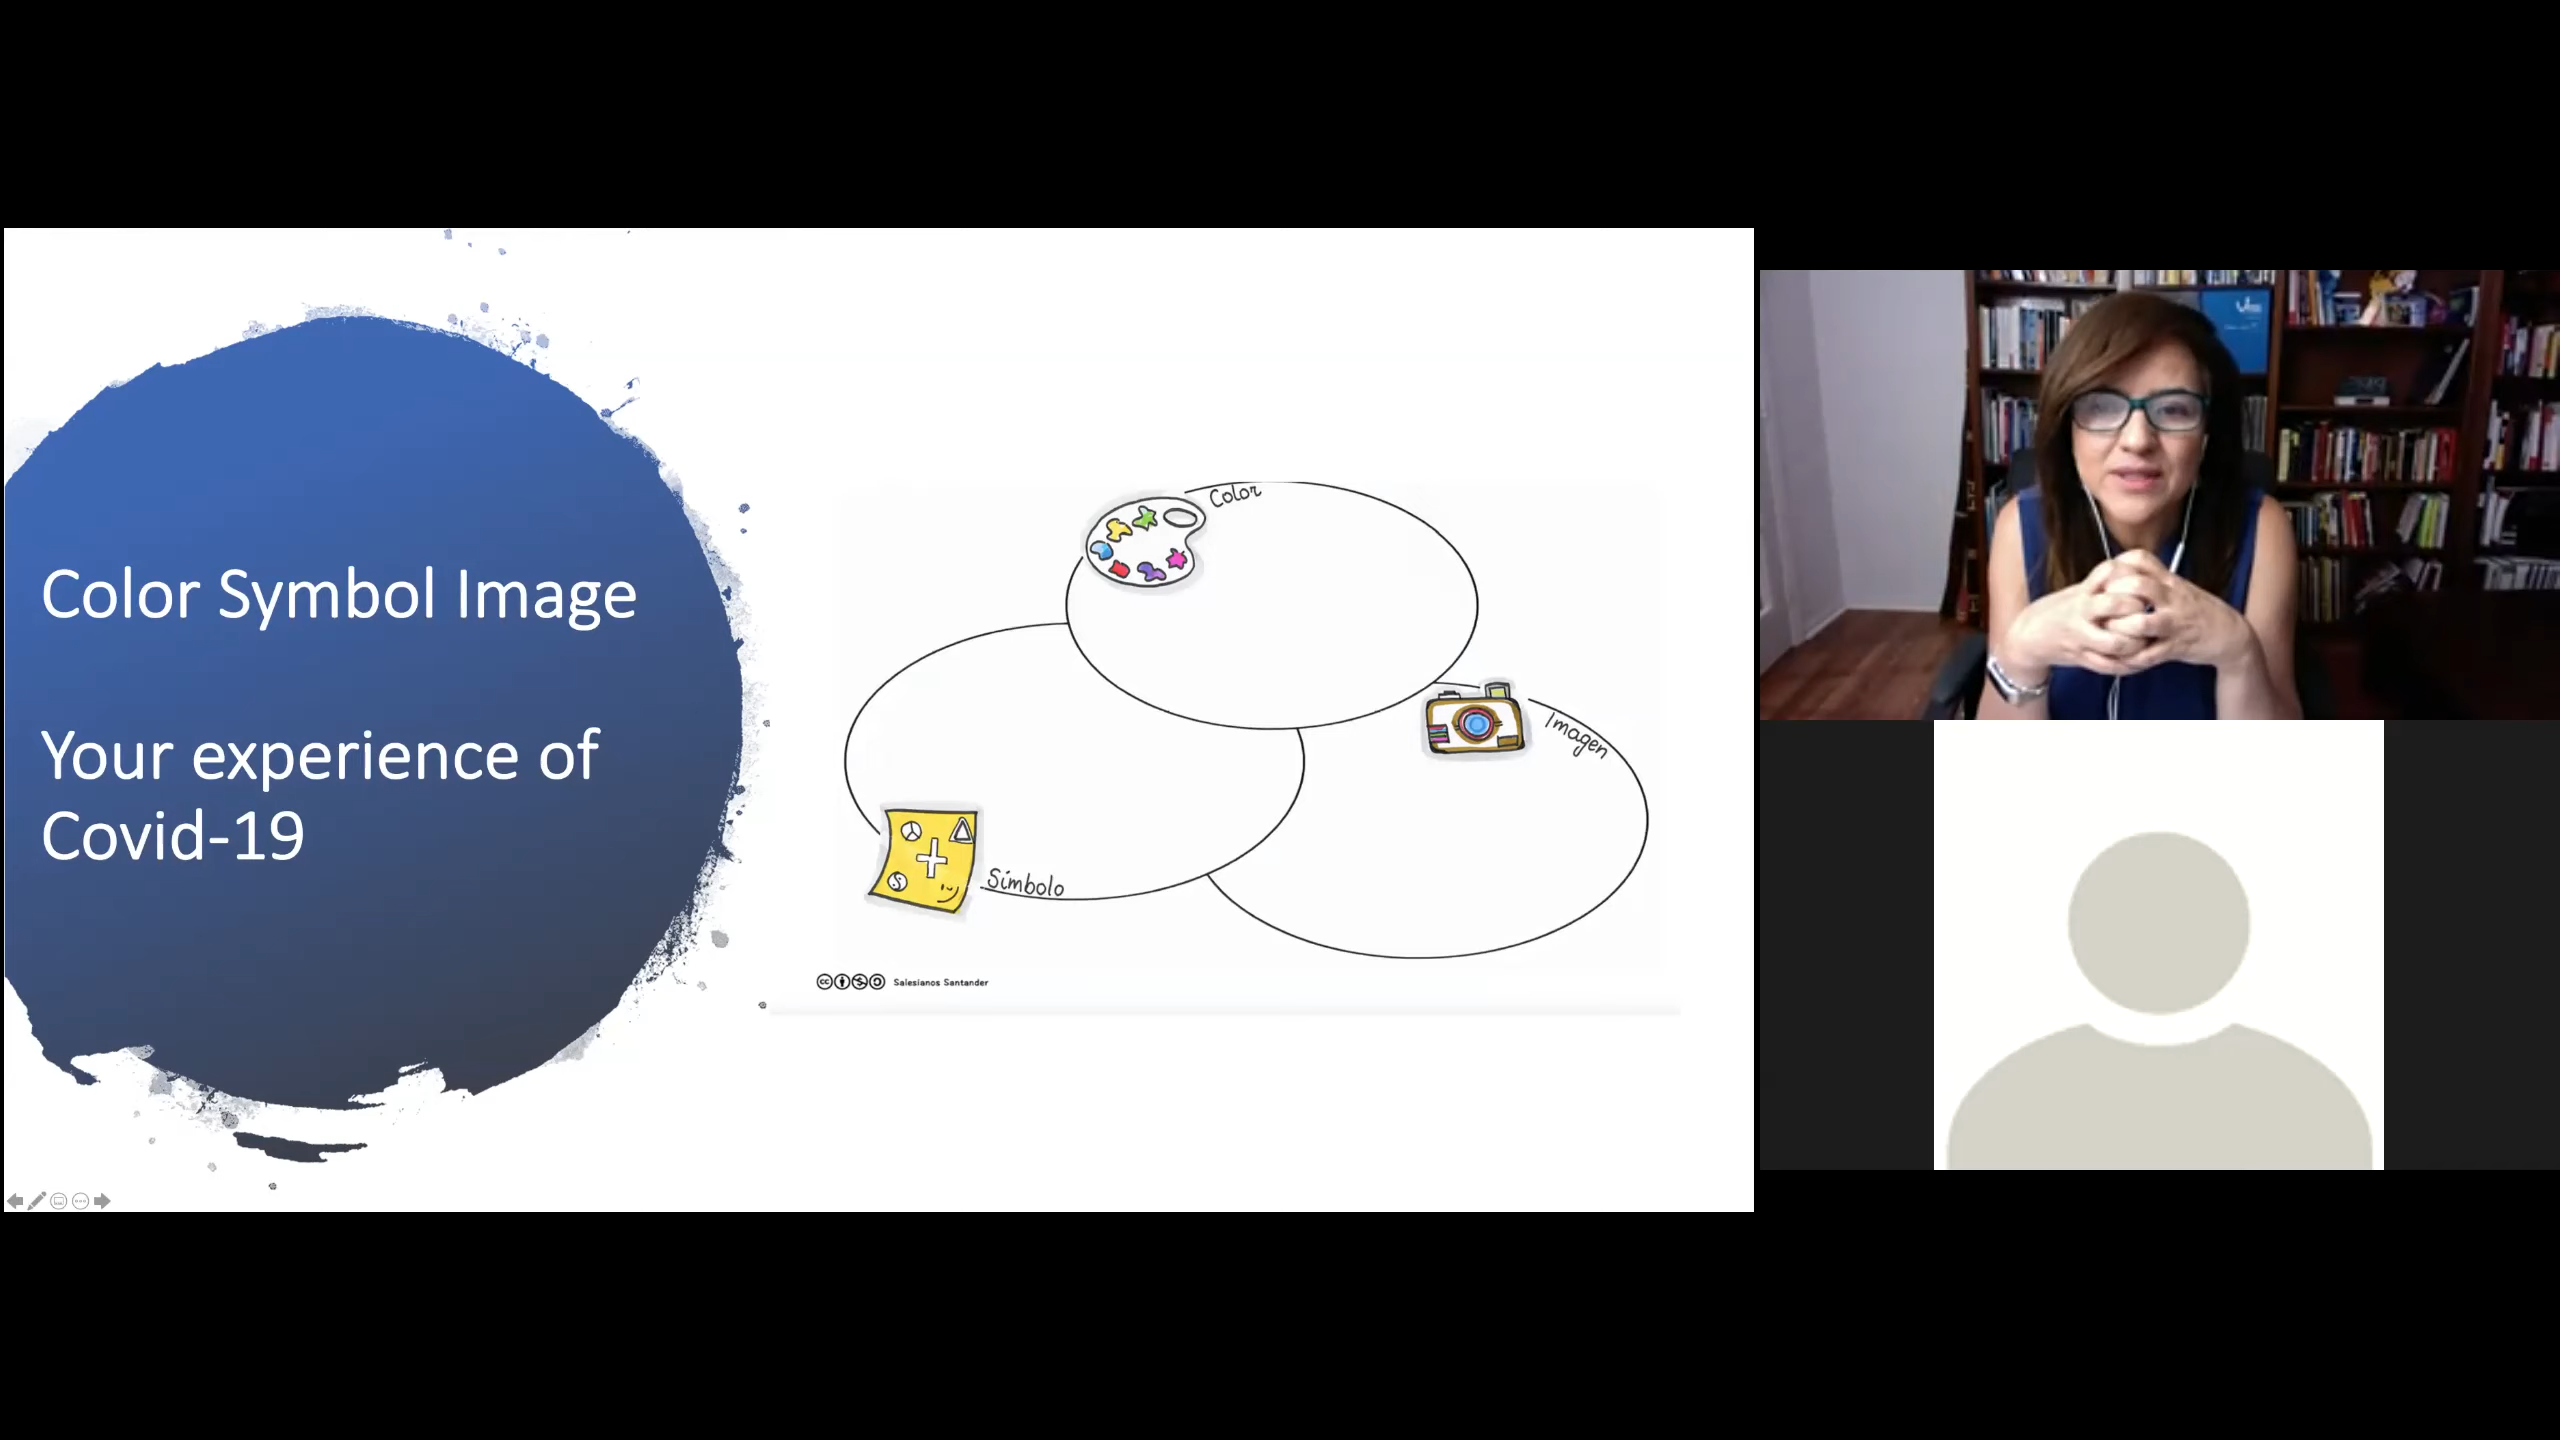 Color Symbol Image
Your experience of
Covid-19
Color
Imagen
Símbolo
Salesianos Santander